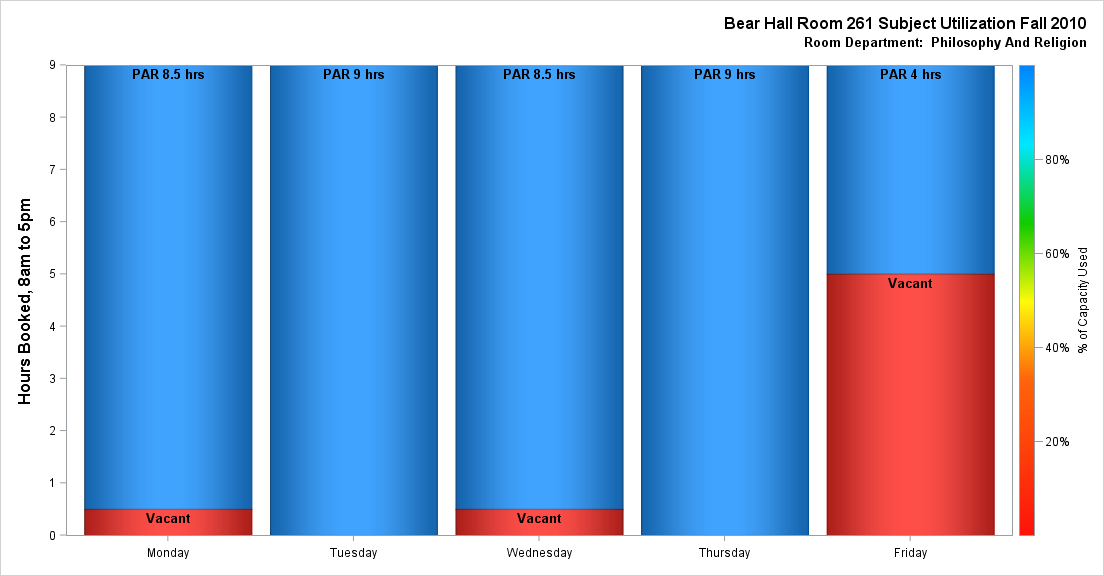 Bear Hall Room 261 Subject Utilization Fall 2010
Room Department:  Philosophy And Religion
Hours Booked, 8am to 5pm
9
8
7
6
5
4
3
2
1
0
PAR 8.5 hrs
PAR 9 hrs
PAR 8.5 hrs
PAR 9 hrs
PAR 4 hrs
Vacant
Vacant
Vacant
Monday
Tuesday
Wednesday
Thursday
Friday
80%
60%
40%
20%
% of Capacity Used